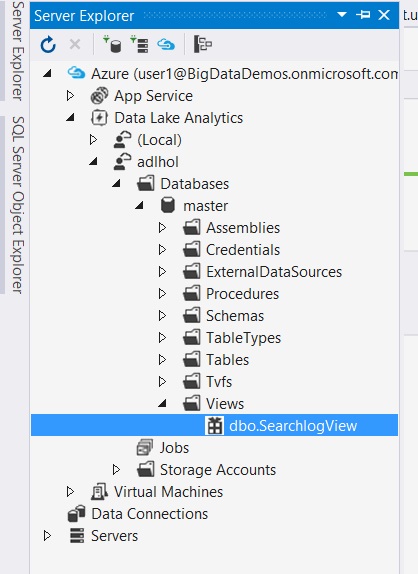 Server Explorer
SQL Server Object Explorer
Server Explorer
Azure (user1@BigDataDemos.onmicrosoft.com
App Service
Data Lake Analytics
(Local)
adlhol
Databases
master
Assemblies
Credentials
ExternalDataSources
Procedures
Schemas
TableTypes
Tables
Tvfs
Views
dbo.SearchlogView
Jobs
Storage Accounts
Virtual Machines
Data Connections
Servers